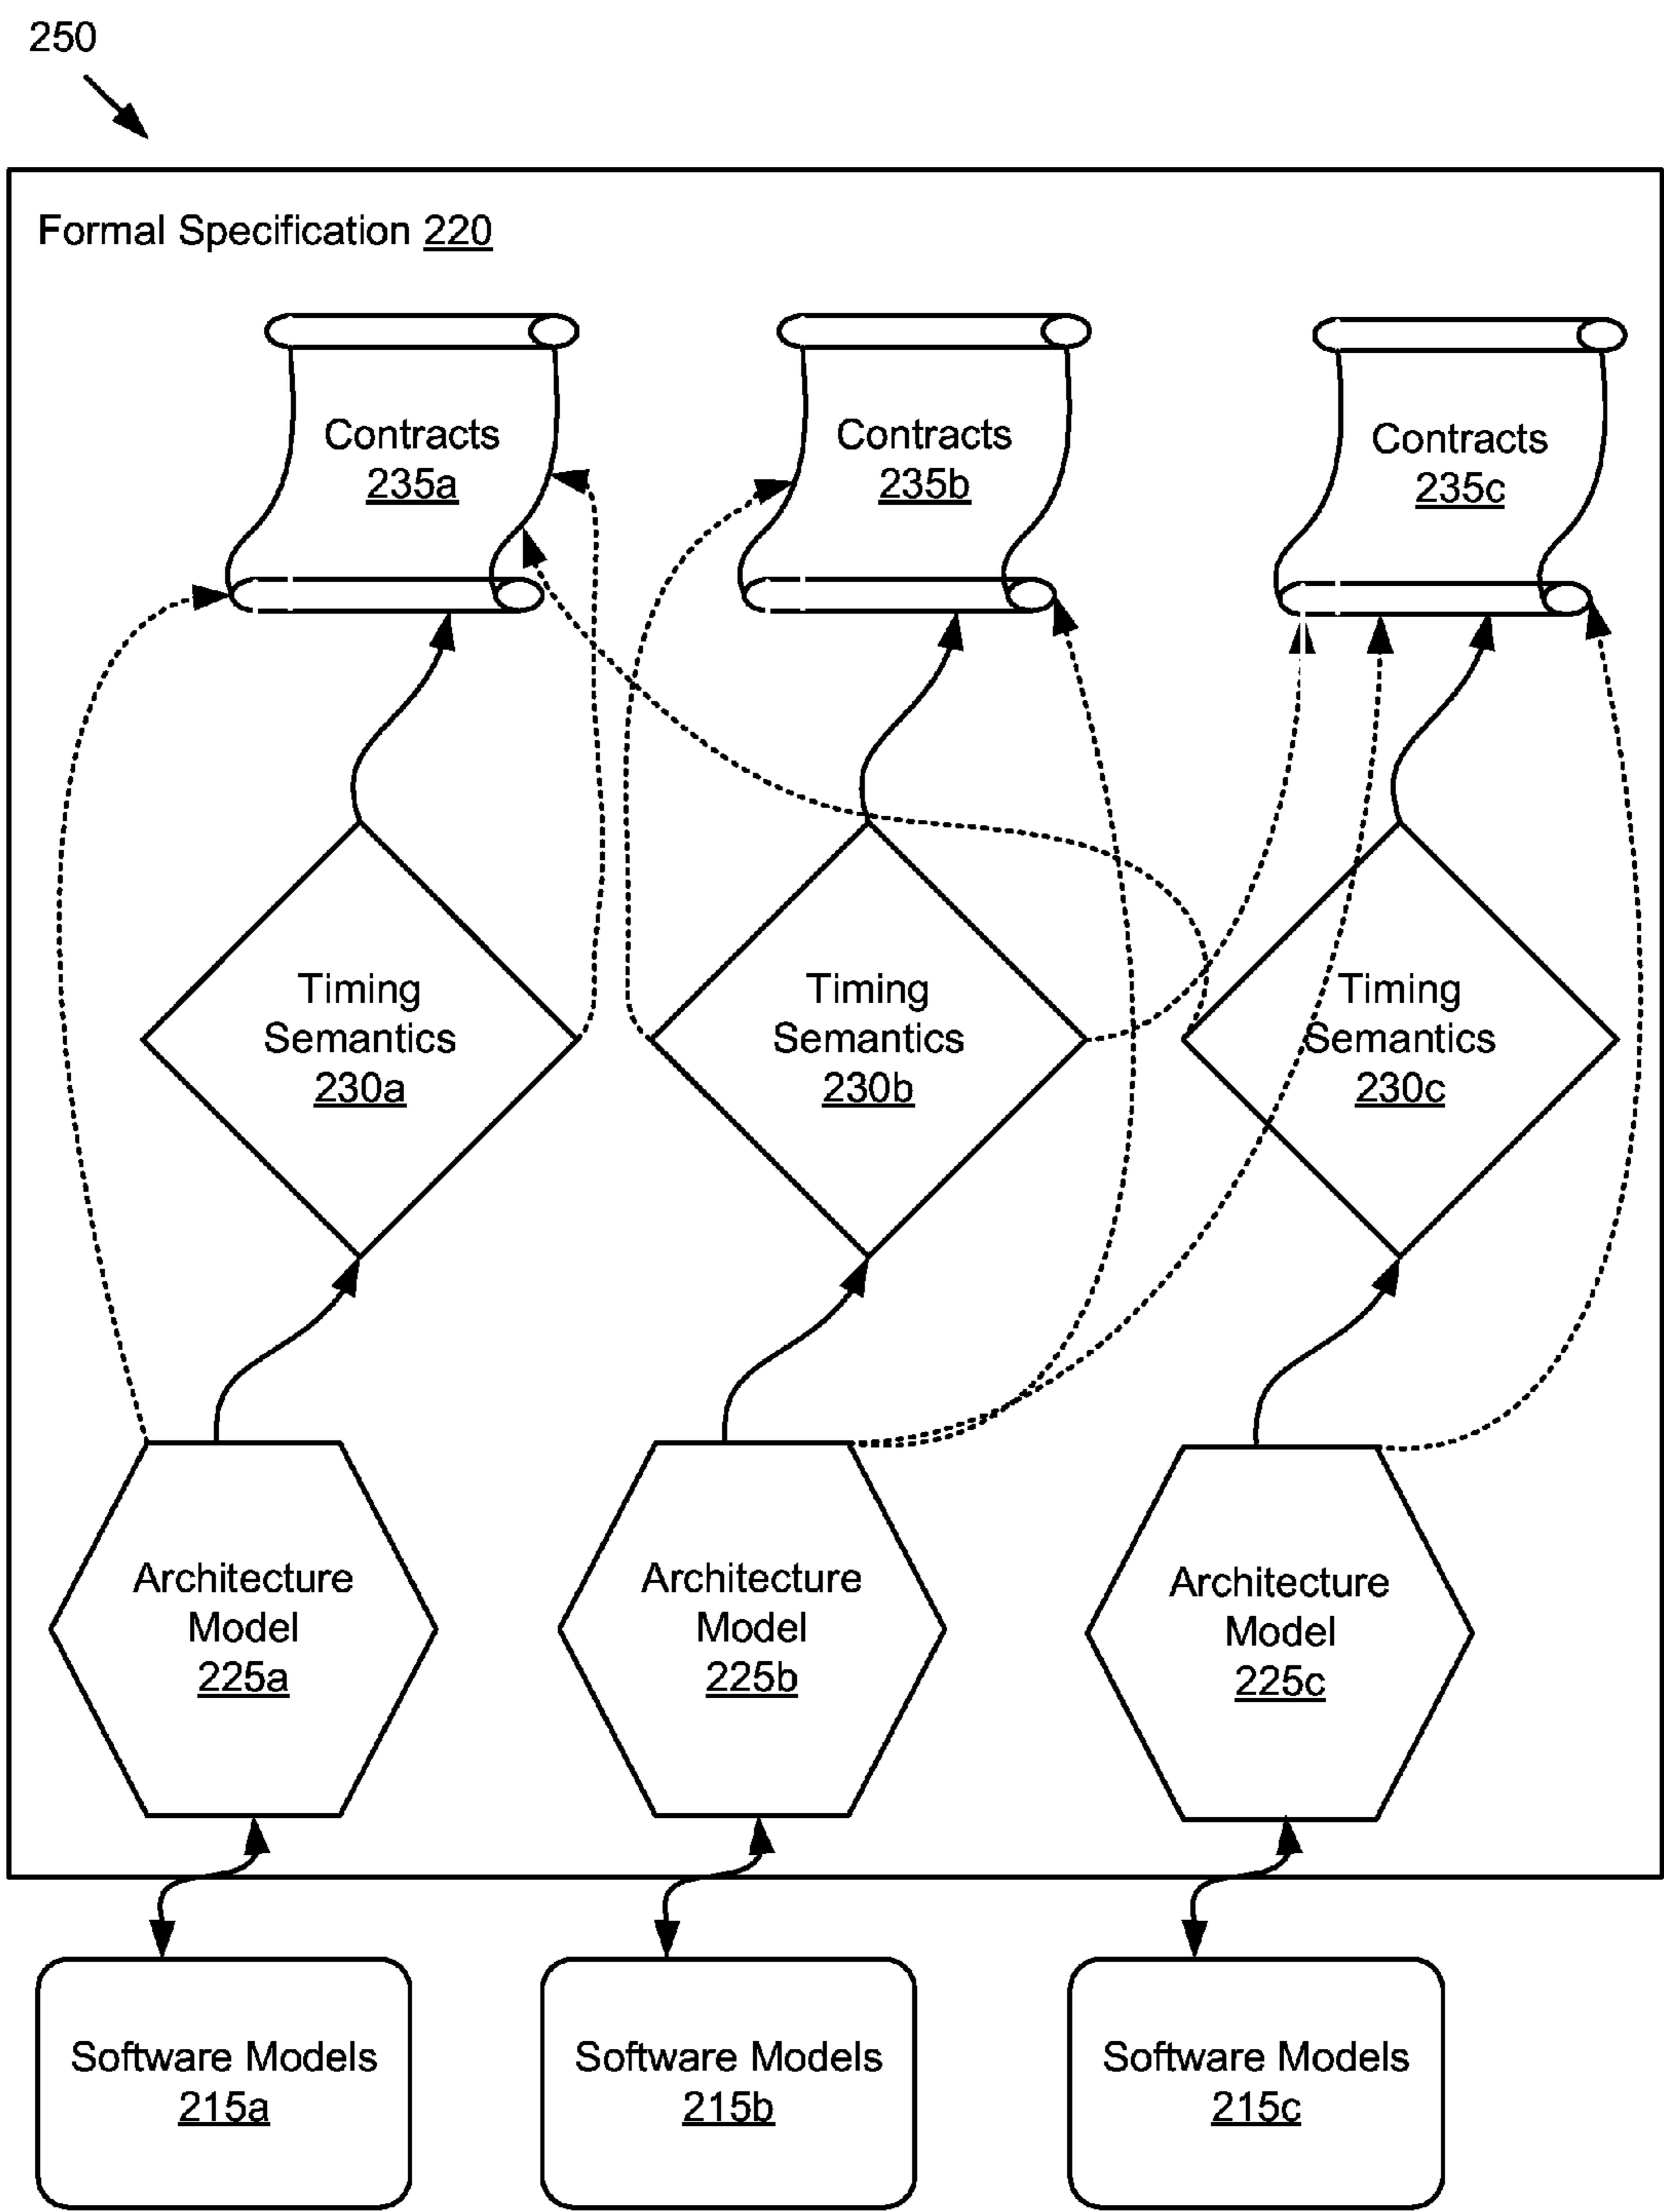 250
Formal Specification 220
Contracts
235a
Contracts
235b
Contracts
235c
Timing
Semantics
230a
Timing
Semantics
230b
Timing
Semantics
230c
Architecture
Model
225a
Architecture
Model
225b
Architecture
Model
225c
Software Models
215a
Software Models
215b
Software Models
215c